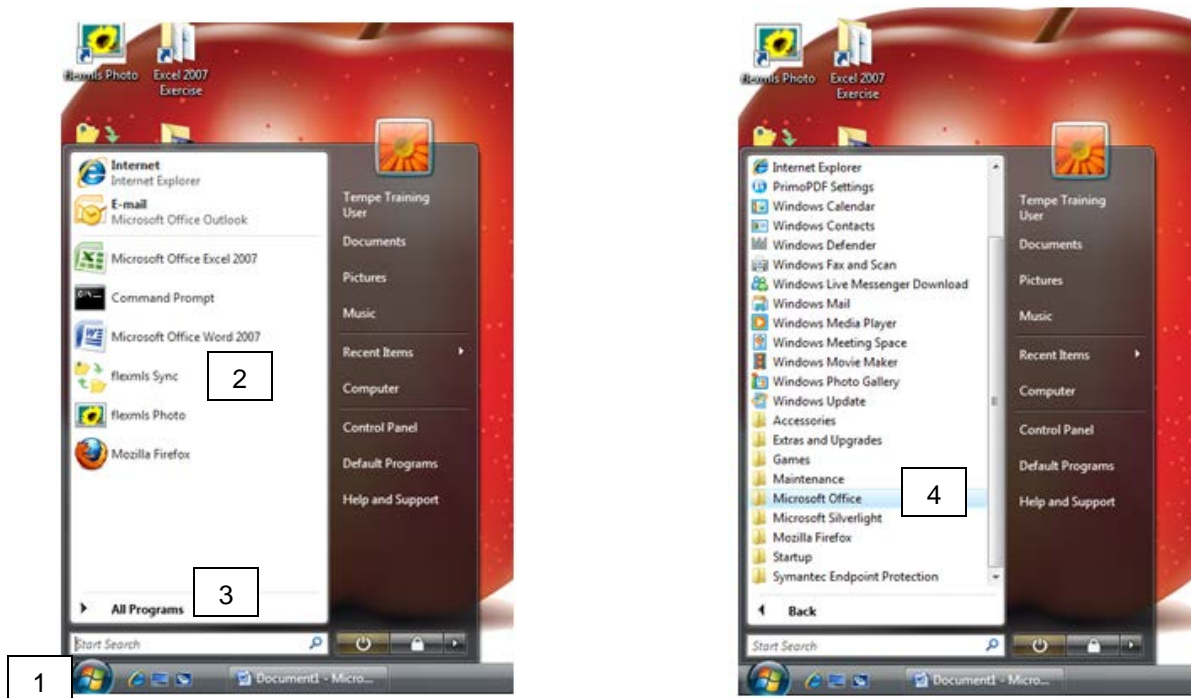 flexmls Photo
Excel 2007
Exercise
Internet
Internet Explorer
E-mail
Microsoft Office Outlook
Microsoft Office Excel 2007
Command Prompt
Microsoft Office Word 2007
flexmls Sync
2
flexmls Photo
Mozilla Firefox
3
All Programs
Start Search
Tempe Training
User
Documents
Pictures
Music
Recent Items
Computer
Control Panel
Default Programs
Help and Support
1
Document1 - Micro...
flexmls Photo
Excel 2007
Exercise
Internet Explorer
PrimoPDF Settings
Windows Calendar
Windows Contacts
Windows Defender
Windows Fax and Scan
Windows Live Messenger Download
Windows Mail
Windows Media Player
Windows Meeting Space
Windows Movie Maker
Windows Photo Gallery
Windows Update
Accessories
Extras and Upgrades
Games
Maintenance
Microsoft Office
4
Microsoft Silverlight
Mozilla Firefox
Startup
Symantec Endpoint Protection
Back
Start Search
Tempe Training
User
Documents
Pictures
Music
Recent Items
Computer
Control Panel
Default Programs
Help and Support
Document1 - Micro...